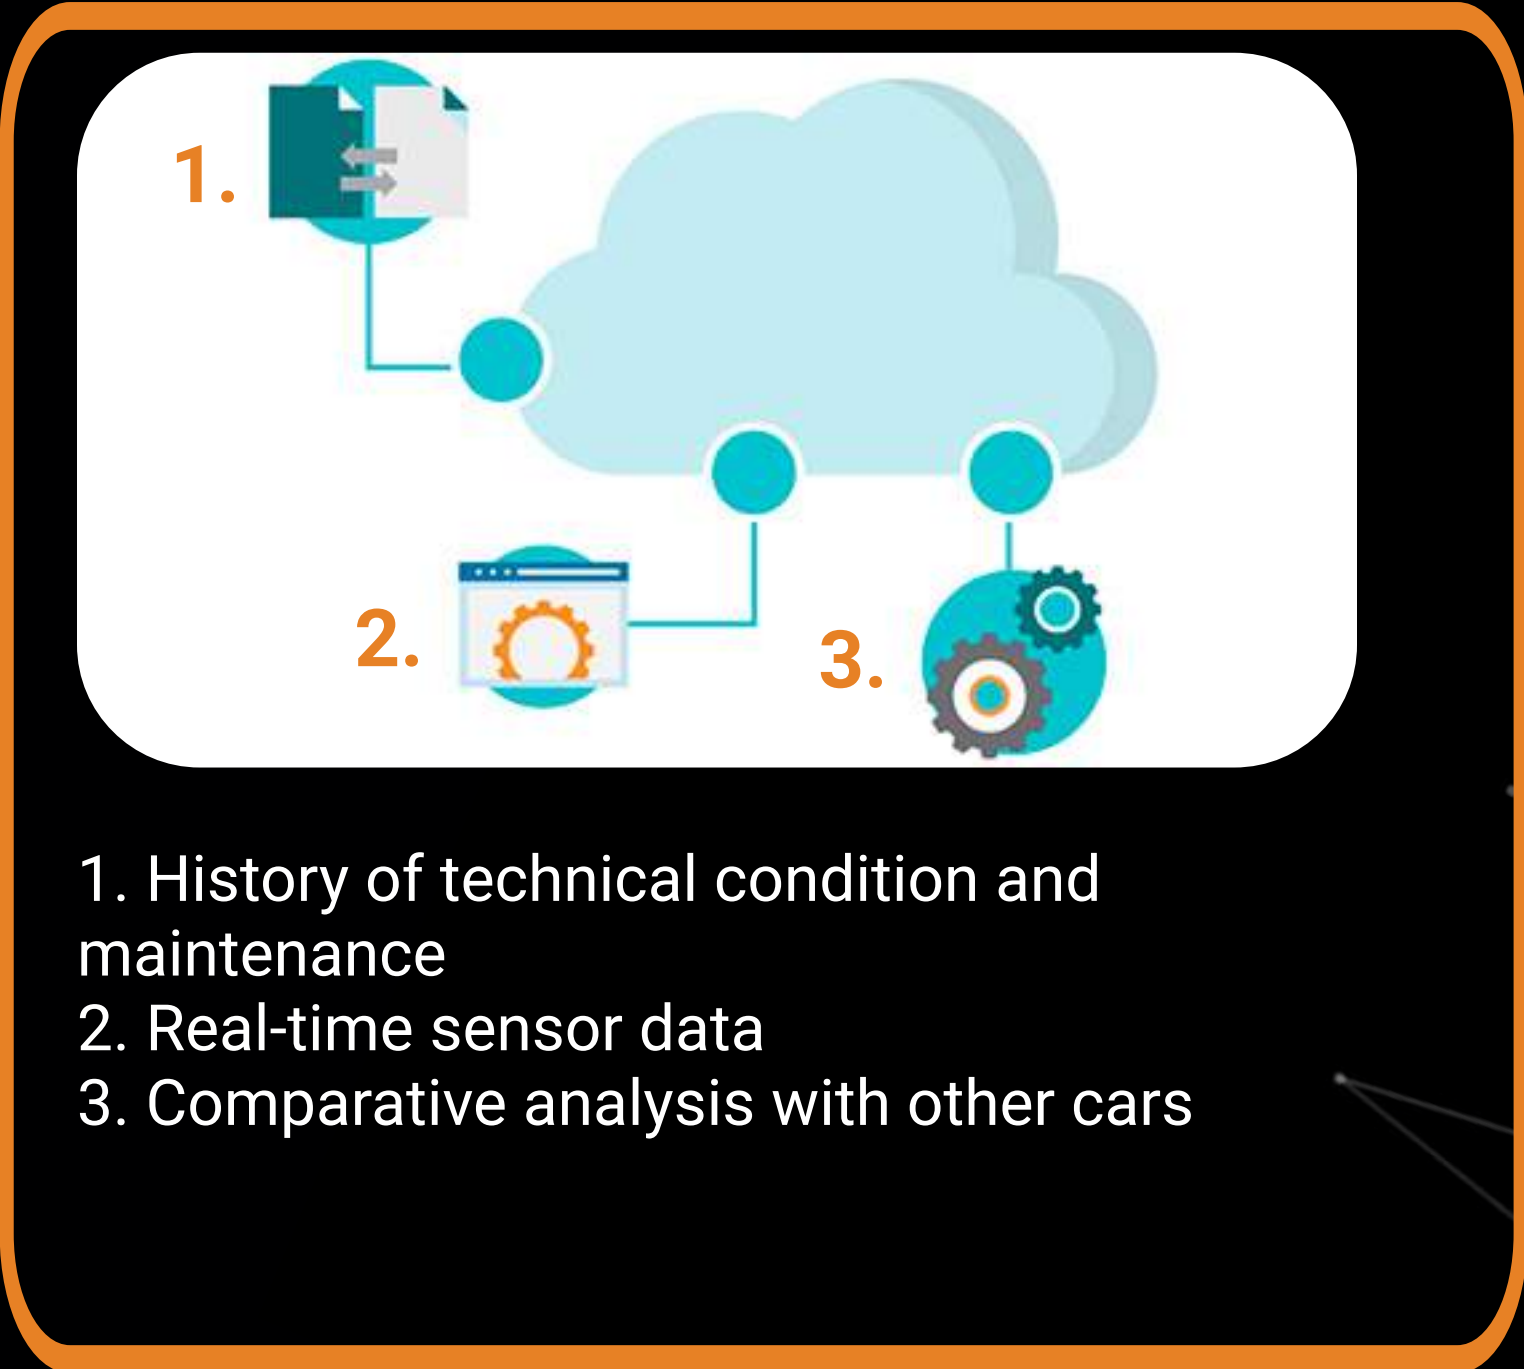 1.
2.
3.
1. History of technical condition and
maintenance
2. Real-time sensor data
3. Comparative analysis with other cars